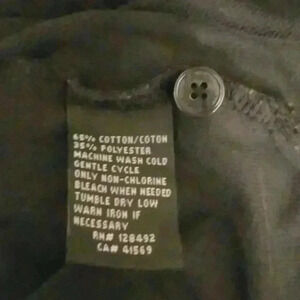 65% COTTON/COTON
35% POLYESTER
MACHINE WASH COLD
GENTLE CYCLE
ONLY NON-CHLORINE
BLEACH WHEN NEEDED
TUMBLE DRY LOW
WARM IRON IF
NECESSARY
RN# 128492
CA# 41569